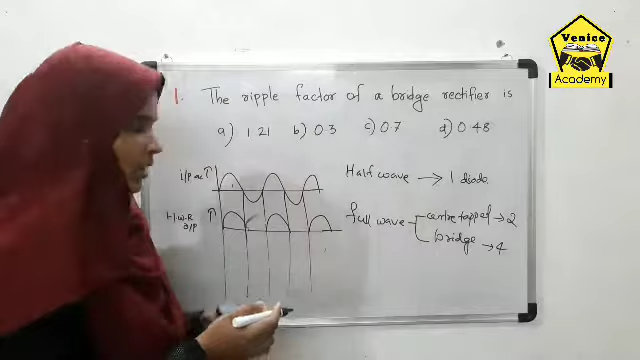 Venice
Academy
1. The ripple factor of a bridge rectifier is
a) 1.21 b) 0.3 c) 0.7 d) 0.48
i/p ac
Half wave → 1 diode
H.W.R
o/p
full wave
centre tapped → 2
bridge → 4